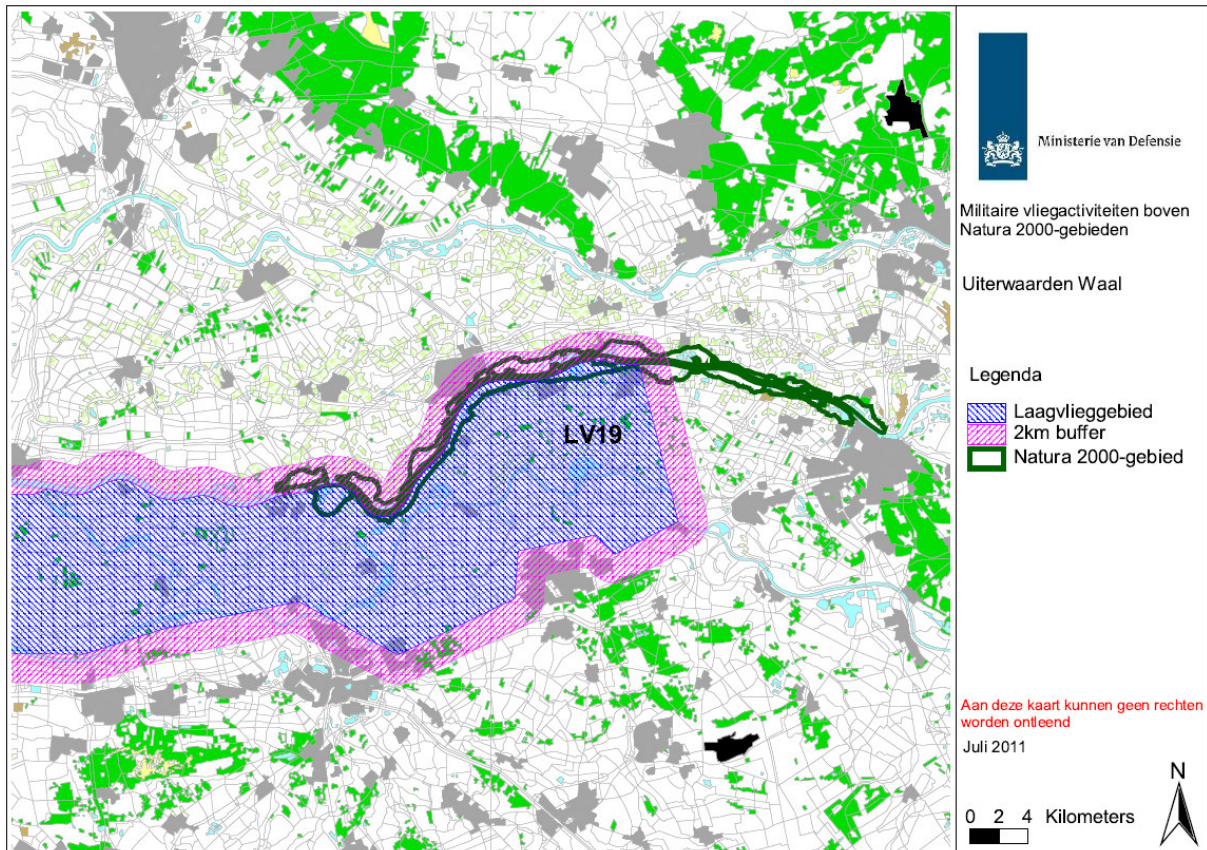 LV19
Ministerie van Defensie
Militaire vliegactiviteiten boven
Natura 2000-gebieden
Uiterwaarden Waal
Legenda
Laagvlieggebied
2km buffer
Natura 2000-gebied
Aan deze kaart kunnen geen rechten
worden ontleend
Juli 2011
N
0 2 4 Kilometers